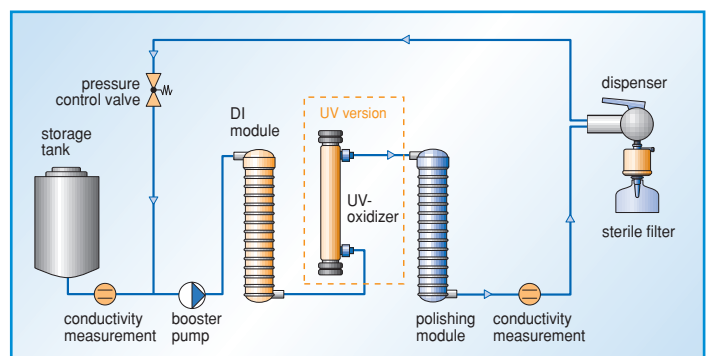 pressure
control valve
storage
tank
DI
module
UV version
UV-
oxidizer
dispenser
sterile filter
conductivity
measurement
booster
pump
polishing
module
conductivity
measurement